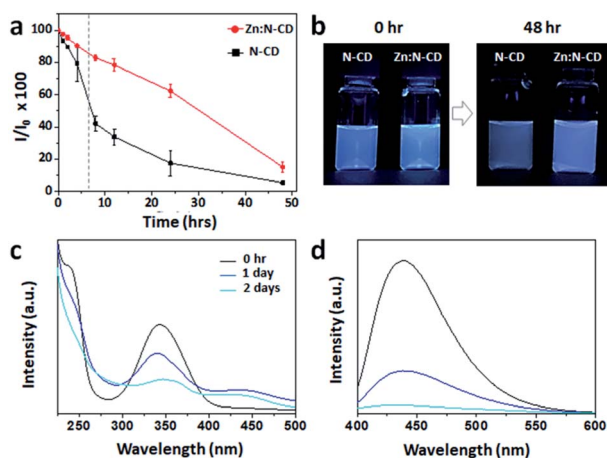 a
I/I₀ x 100
100
80
60
40
20
0
0 10 20 30 40 50
Time (hrs)
Zn:N-CD
N-CD
b
0 hr
48 hr
N-CD Zn:N-CD
N-CD Zn:N-CD
c
Intensity (a.u.)
0 hr
1 day
2 days
250 300 350 400 450 500
Wavelength (nm)
d
Intensity (a.u.)
400 450 500 550 600
Wavelength (nm)